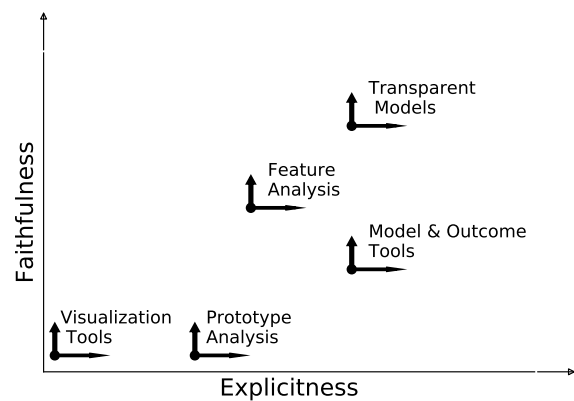 Transparent
Models
Feature
Analysis
Model & Outcome
Tools
Visualization
Tools
Prototype
Analysis
Faithfulness
Explicitness